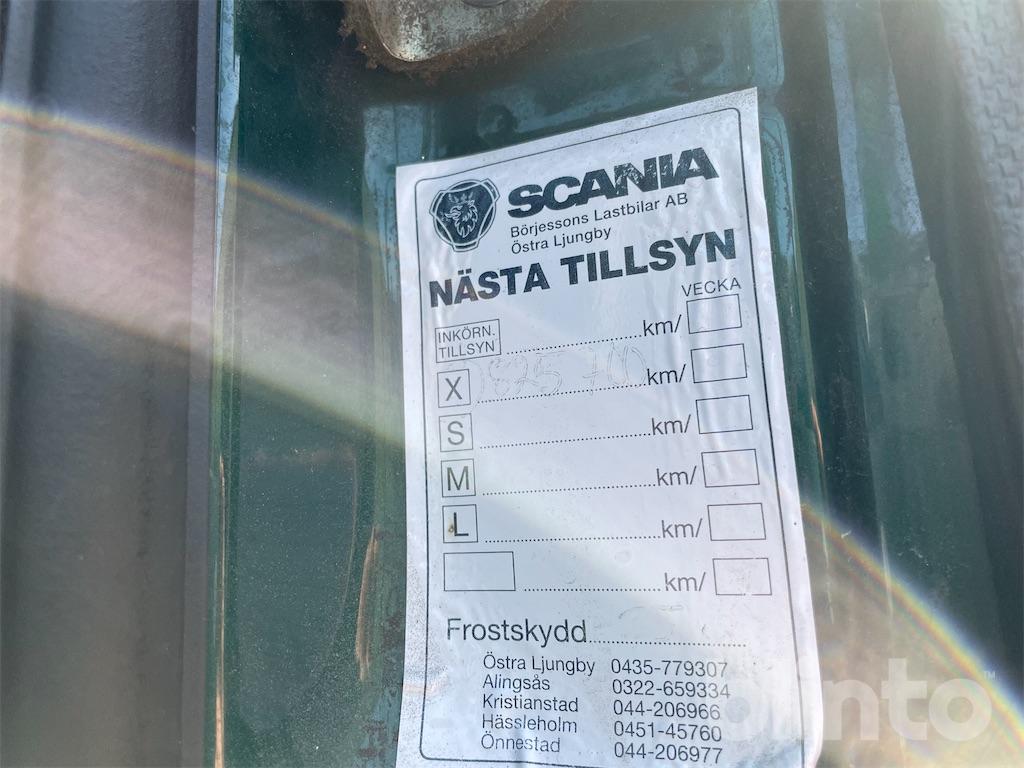 SCANIA
Börjessons Lastbilar AB
Östra Ljungby
NÄSTA TILLSYN
VECKA
INKÖRN. TILLSYN ........................ km/
X ........................ km/
S ........................ km/
M ........................ km/
L ........................ km/
........................ km/
Frostskydd........................
Östra Ljungby 0435-779307
Alingsås 0322-659334
Kristianstad 044-206966
Hässleholm 0451-45760
Önnestad 044-206977